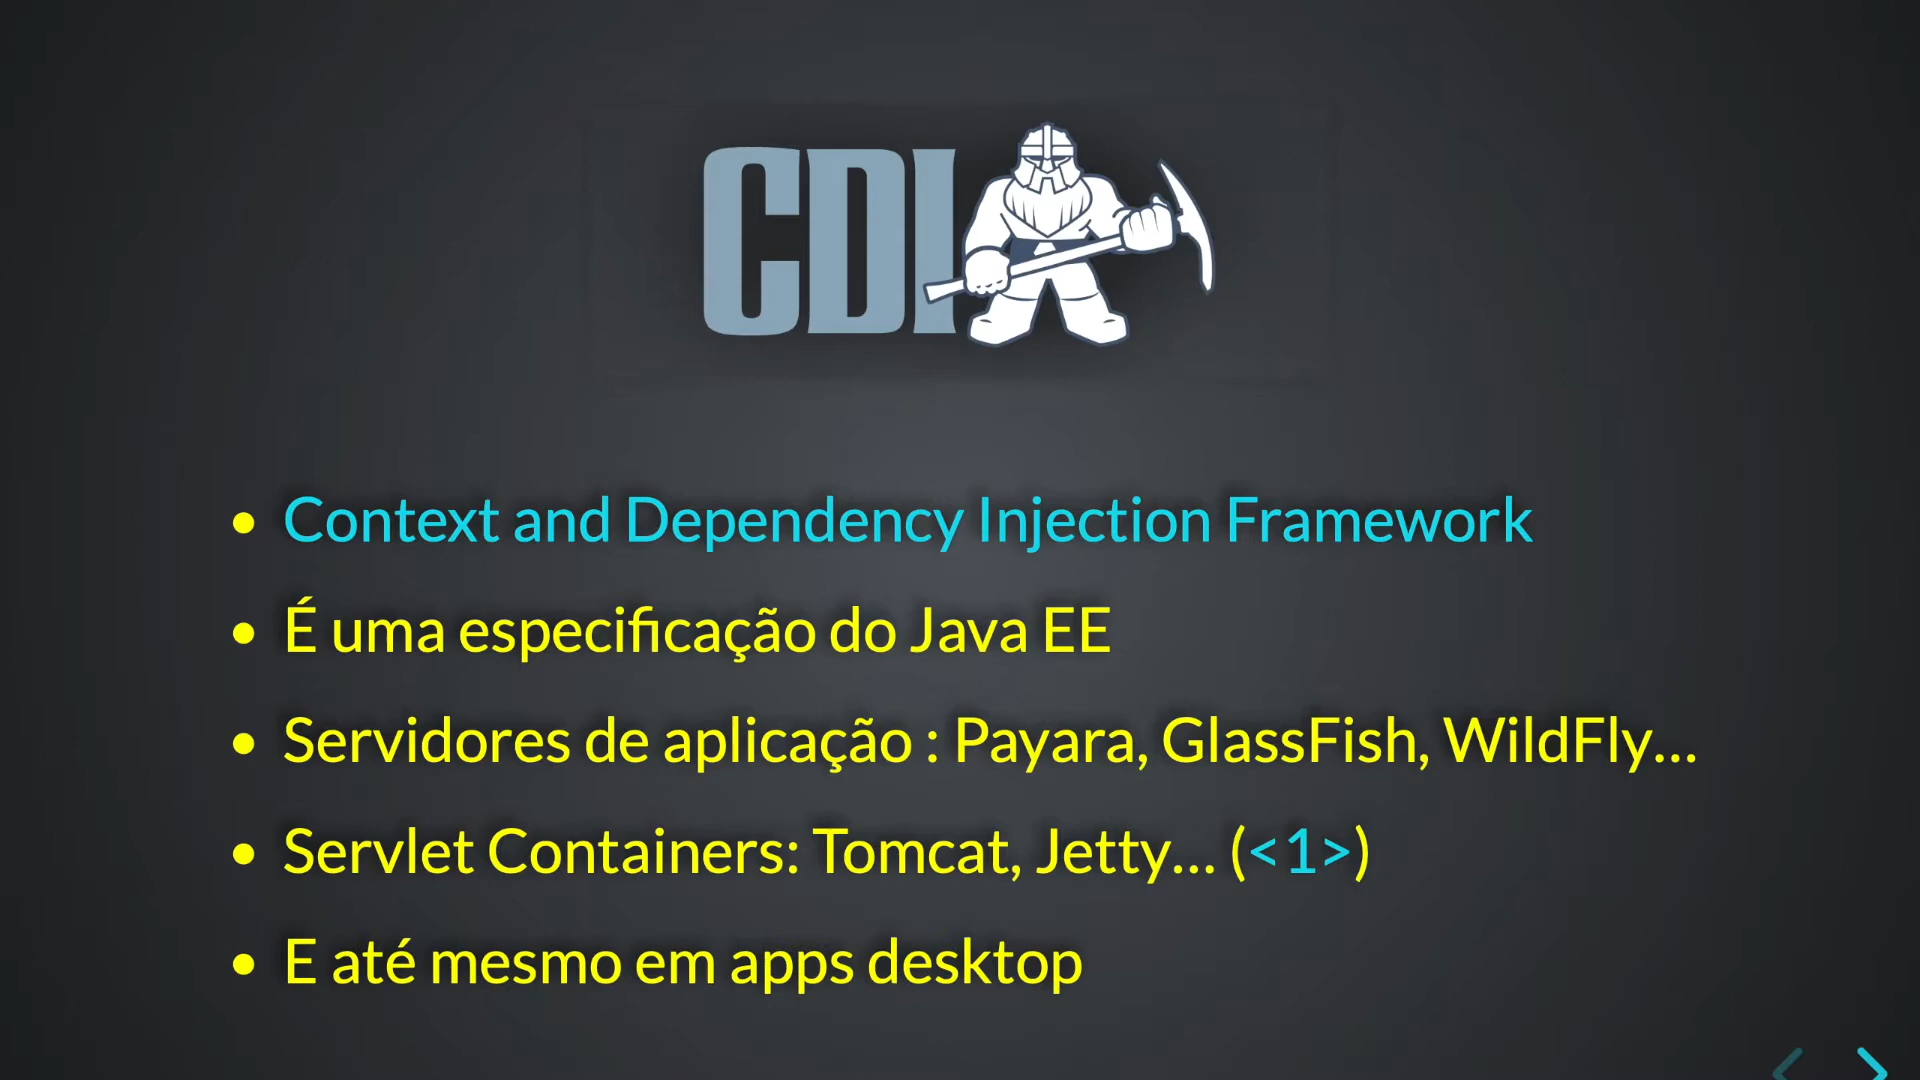 CDI
Context and Dependency Injection Framework
É uma especificação do Java EE
Servidores de aplicação : Payara, GlassFish, WildFly...
Servlet Containers: Tomcat, Jetty... (<1>)
E até mesmo em apps desktop